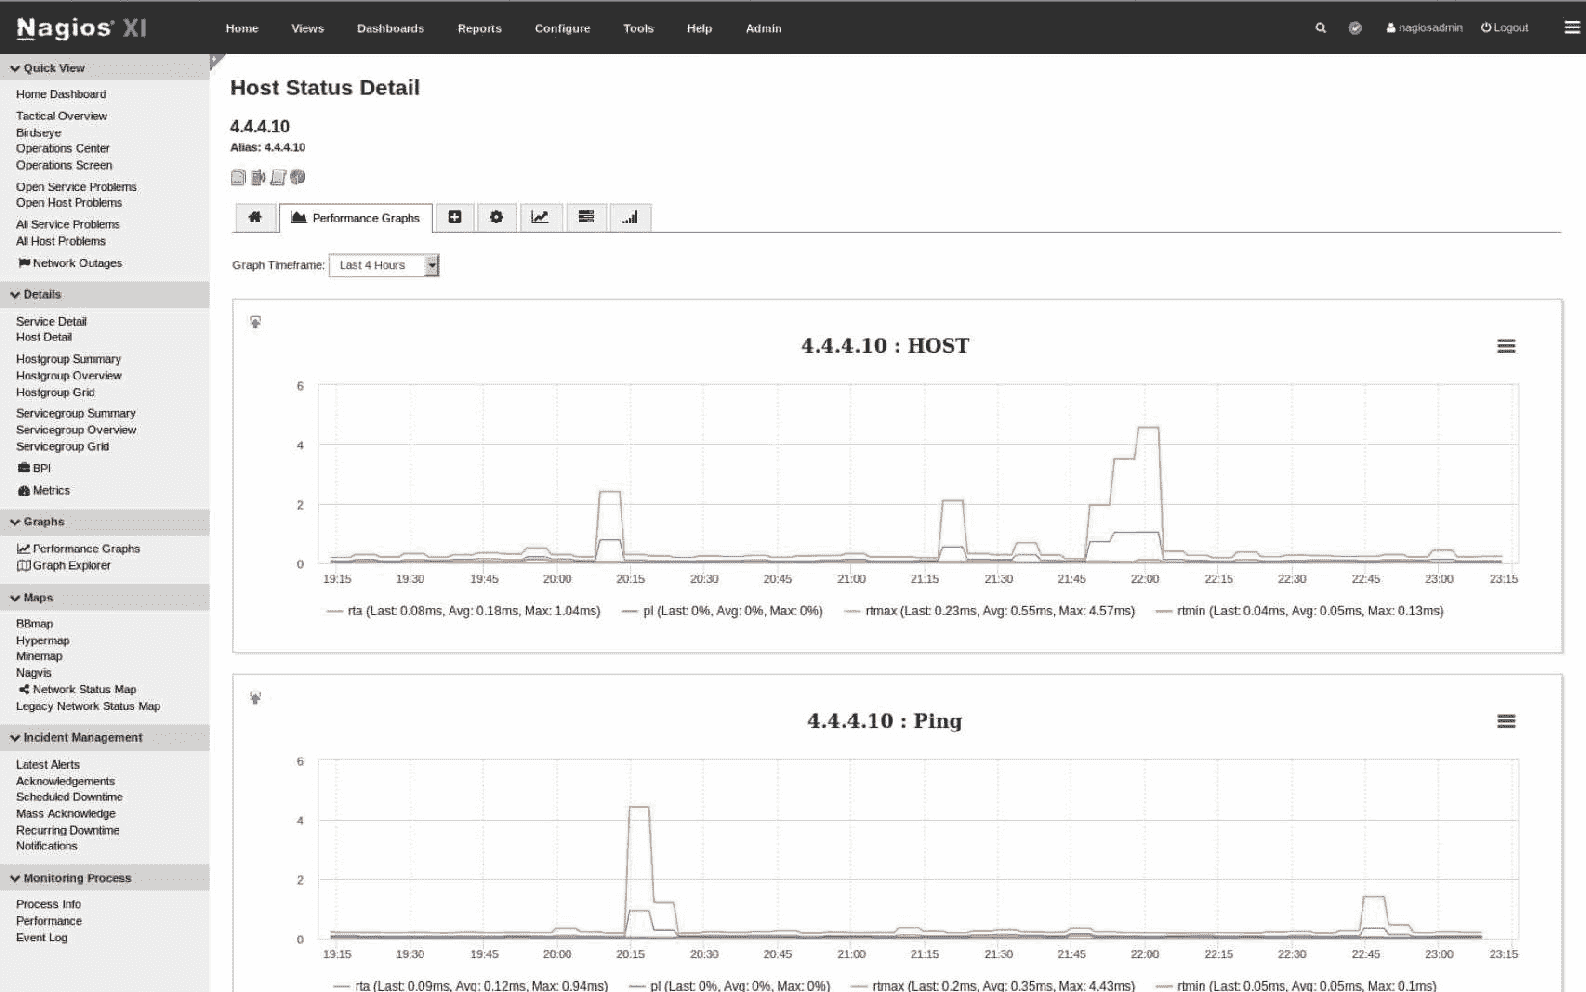 Nagios® XI
Home Views Dashboards Reports Configure Tools Help Admin
nagiosadmin Logout
Quick View
Home Dashboard
Tactical Overview
Birdseye
Operations Center
Operations Screen
Open Service Problems
Open Host Problems
All Service Problems
All Host Problems
Network Outages
Details
Service Detail
Host Detail
Hostgroup Summary
Hostgroup Overview
Hostgroup Grid
Servicegroup Summary
Servicegroup Overview
Servicegroup Grid
BPI
Metrics
Graphs
Performance Graphs
Graph Explorer
Maps
BBmap
Hypermap
Minemap
Nagvis
Network Status Map
Legacy Network Status Map
Incident Management
Latest Alerts
Acknowledgements
Scheduled Downtime
Mass Acknowledge
Recurring Downtime
Notifications
Monitoring Process
Process Info
Performance
Event Log
Host Status Detail
4.4.4.10
Alias: 4.4.4.10
Performance Graphs
Graph Timeframe: Last 4 Hours
4.4.4.10 : HOST
6
4
2
0
19:15 19:30 19:45 20:00 20:15 20:30 20:45 21:00 21:15 21:30 21:45 22:00 22:15 22:30 22:45 23:00 23:15
rta (Last: 0.08ms, Avg: 0.18ms, Max: 1.04ms) pl (Last: 0%, Avg: 0%, Max: 0%) rtmax (Last: 0.23ms, Avg: 0.55ms, Max: 4.57ms) rtmin (Last: 0.04ms, Avg: 0.05ms, Max: 0.13ms)
4.4.4.10 : Ping
6
4
2
0
19:15 19:30 19:45 20:00 20:15 20:30 20:45 21:00 21:15 21:30 21:45 22:00 22:15 22:30 22:45 23:00 23:15
rta (Last: 0.09ms, Avg: 0.12ms, Max: 0.94ms) pl (Last: 0%, Avg: 0%, Max: 0%) rtmax (Last: 0.2ms, Avg: 0.35ms, Max: 4.43ms) rtmin (Last: 0.05ms, Avg: 0.05ms, Max: 0.1ms)